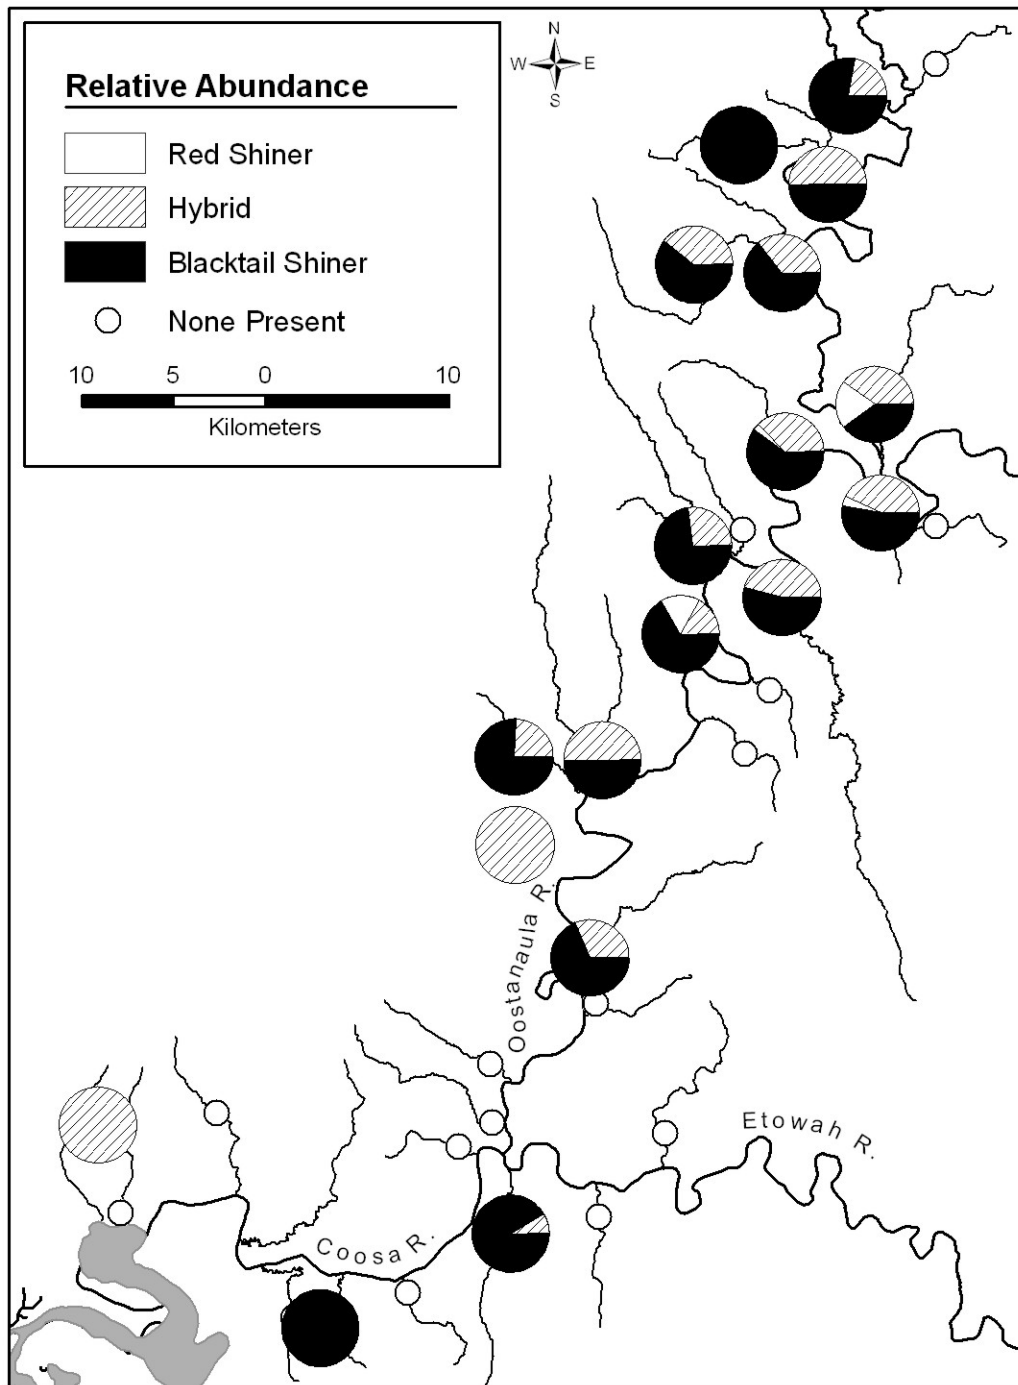 N
W E
S
Relative Abundance
Red Shiner
Hybrid
Blacktail Shiner
None Present
10 5 0 10
Kilometers
Oostanaula R.
Etowah R.
Coosa R.